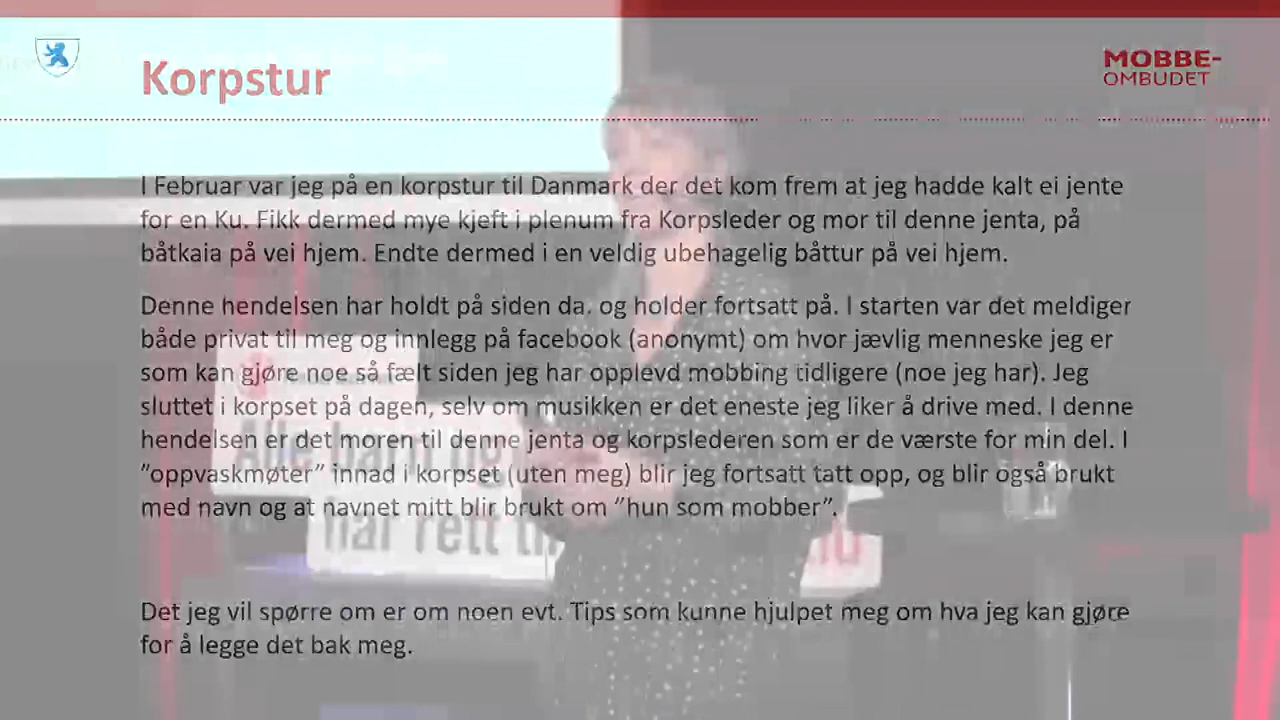 Korpstur
MOBBE-
OMBUDET
I Februar var jeg på en korpstur til Danmark der det kom frem at jeg hadde kalt ei jente
for en Ku. Fikk dermed mye kjeft i plenum fra Korpsleder og mor til denne jenta, på
båtkaia på vei hjem. Endte dermed i en veldig ubehagelig båttur på vei hjem.
Denne hendelsen har holdt på siden da, og holder fortsatt på. I starten var det meldiger
både privat til meg og innlegg på facebook (anonymt) om hvor jævlig menneske jeg er
som kan gjøre noe så fælt siden jeg har opplevd mobbing tidligere (noe jeg har). Jeg
sluttet i korpset på dagen, selv om musikken er det eneste jeg liker å drive med. I denne
hendelsen er det moren til denne jenta og korpslederen som er de værste for min del. I
”oppvaskmøter” innad i korpset (uten meg) blir jeg fortsatt tatt opp, og blir også brukt
med navn og at navnet mitt blir brukt om ”hun som mobber”.
har rett ti
Det jeg vil spørre om er om noen evt. Tips som kunne hjulpet meg om hva jeg kan gjøre
for å legge det bak meg.